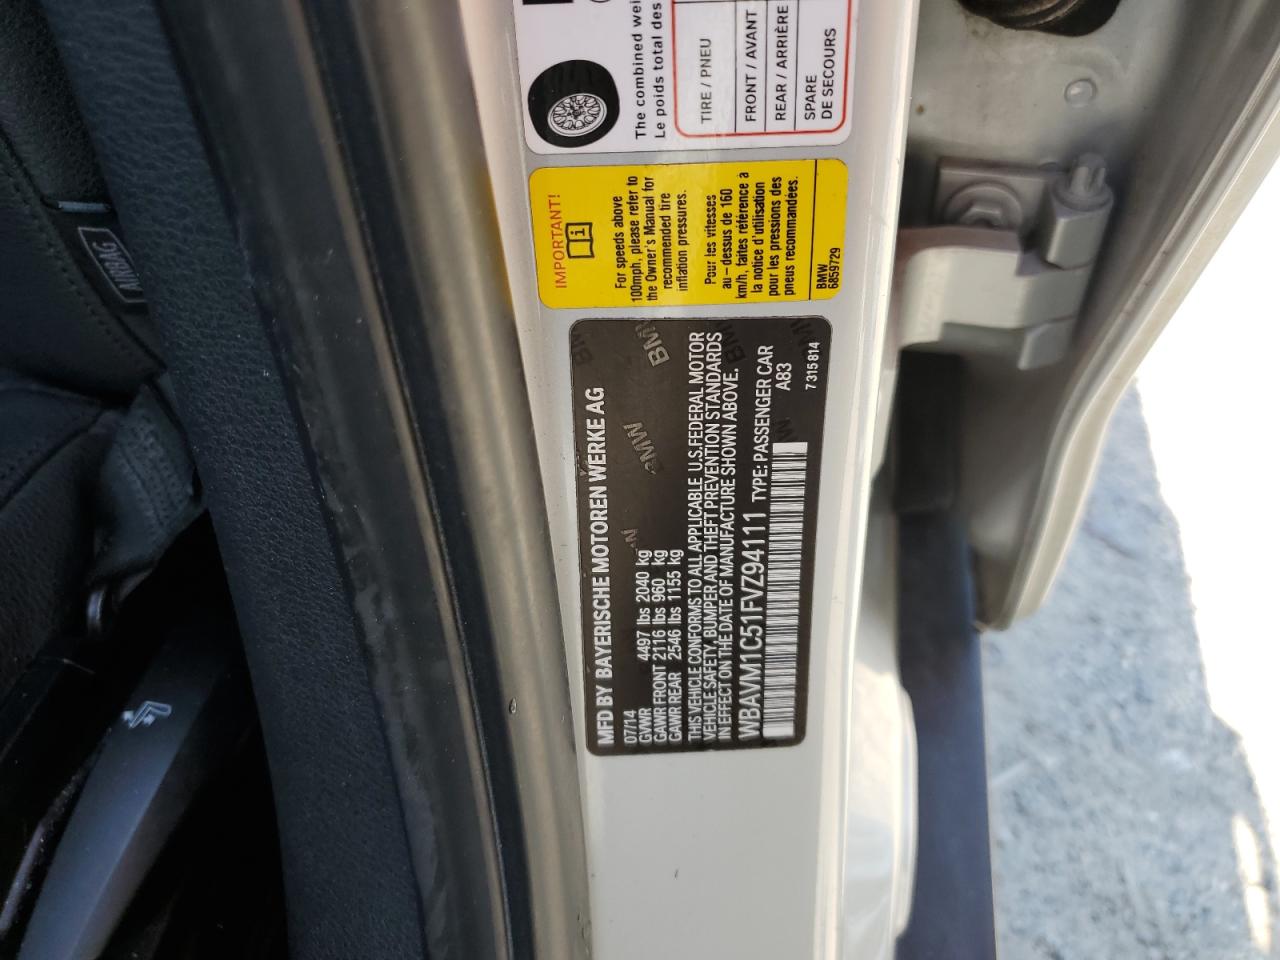 The combined wei
Le poids total des
TIRE / PNEU
FRONT / AVANT
REAR / ARRIÈRE
SPARE
DE SECOURS
IMPORTANT!
For speeds above
100mph, please refer to
the Owner's Manual for
recommended tire
inflation pressures.
Pour les vitesses
au-dessus de 160
km/h, faites référence à
la notice d'utilisation
pour les pressions des
pneus recommandées.
BMW
6859729
MFD BY BAYERISCHE MOTOREN WERKE AG
07/14
GVWR 4497 lbs 2040 kg
GAWR FRONT 2116 lbs 960 kg
GAWR REAR 2546 lbs 1155 kg
THIS VEHICLE CONFORMS TO ALL APPLICABLE U.S.FEDERAL MOTOR
VEHICLE SAFETY, BUMPER AND THEFT PREVENTION STANDARDS
IN EFFECT ON THE DATE OF MANUFACTURE SHOWN ABOVE.
WBAVM1C51FVZ94111 TYPE: PASSENGER CAR
A83
7 315 814
BMW
BMW
AIRBAG